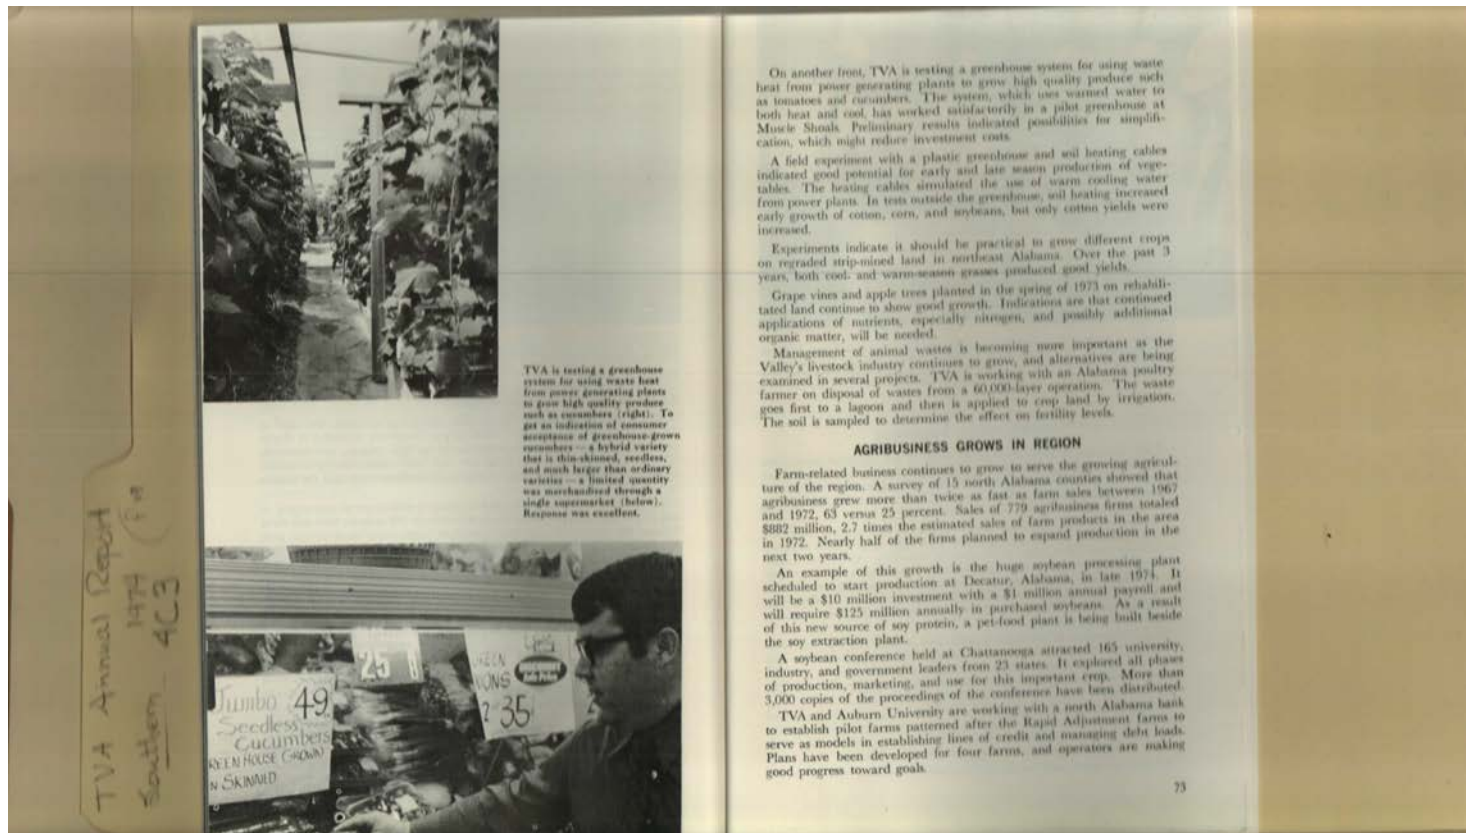 TVA Annual Report
1974
Southern 4C3
TVA is testing a greenhouse
system for using waste heat
from power generating plants
to grow high quality produce
such as cucumbers (right). To
get an indication of consumer
acceptance of greenhouse-grown
cucumbers — a hybrid variety
that is thin-skinned, seedless,
and much larger than ordinary
varieties — a limited quantity
was merchandised through a
single supermarket (below).
Response was excellent.
25
Jumbo 49
Seedless
Cucumbers
REEN HOUSE GROWN
N SKINNED
EEN
IONS
2 35
On another front, TVA is testing a greenhouse system for using waste
heat from power generating plants to grow high quality produce such
as tomatoes and cucumbers. The system, which uses warmed water to
both heat and cool, has worked satisfactorily in a pilot greenhouse at
Muscle Shoals. Preliminary results indicated possibilities for simplifi-
cation, which might reduce investment costs.
A field experiment with a plastic greenhouse and soil heating cables
indicated good potential for early and late season production of vege-
tables. The heating cables simulated the use of warm cooling water
from power plants. In tests outside the greenhouse, soil heating increased
early growth of cotton, corn, and soybeans, but only cotton yields were
increased.
Experiments indicate it should be practical to grow different crops
on regraded strip-mined land in northeast Alabama. Over the past 3
years, both cool- and warm-season grasses produced good yields.
Grape vines and apple trees planted in the spring of 1973 on rehabili-
tated land continue to show good growth. Indications are that continued
applications of nutrients, especially nitrogen, and possibly additional
organic matter, will be needed.
Management of animal wastes is becoming more important as the
Valley's livestock industry continues to grow, and alternatives are being
examined in several projects. TVA is working with an Alabama poultry
farmer on disposal of wastes from a 60,000-layer operation. The waste
goes first to a lagoon and then is applied to crop land by irrigation.
The soil is sampled to determine the effect on fertility levels.
AGRIBUSINESS GROWS IN REGION
Farm-related business continues to grow to serve the growing agricul-
ture of the region. A survey of 15 north Alabama counties showed that
agribusiness grew more than twice as fast as farm sales between 1967
and 1972, 63 versus 25 percent. Sales of 779 agribusiness firms totaled
$882 million, 2.7 times the estimated sales of farm products in the area
in 1972. Nearly half of the firms planned to expand production in the
next two years.
An example of this growth is the huge soybean processing plant
scheduled to start production at Decatur, Alabama, in late 1974. It
will be a $10 million investment with a $1 million annual payroll and
will require $125 million annually in purchased soybeans. As a result
of this new source of soy protein, a pet-food plant is being built beside
the soy extraction plant.
A soybean conference held at Chattanooga attracted 165 university,
industry, and government leaders from 23 states. It explored all phases
of production, marketing, and use for this important crop. More than
3,000 copies of the proceedings of the conference have been distributed.
TVA and Auburn University are working with a north Alabama bank
to establish pilot farms patterned after the Rapid Adjustment farms to
serve as models in establishing lines of credit and managing debt loads.
Plans have been developed for four farms, and operators are making
good progress toward goals.
73